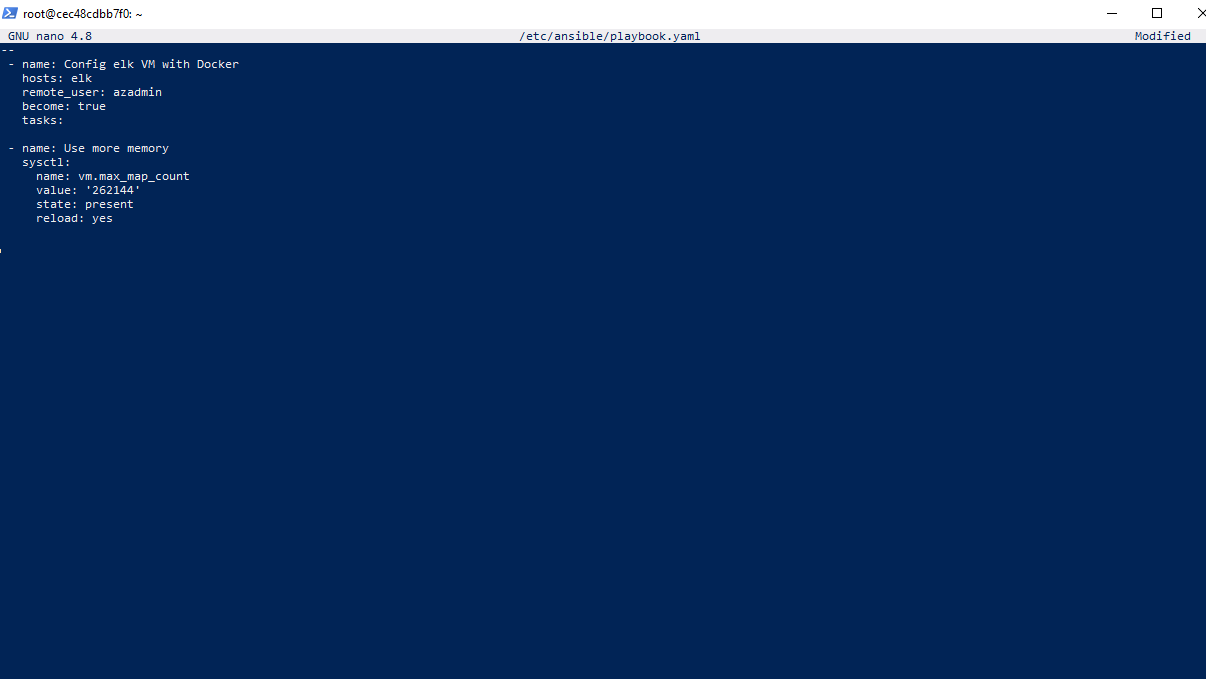 root@cec48cdbb7f0: ~
GNU nano 4.8 /etc/ansible/playbook.yaml Modified
--
- name: Config elk VM with Docker
hosts: elk
remote_user: azadmin
become: true
tasks:
- name: Use more memory
sysctl:
name: vm.max_map_count
value: '262144'
state: present
reload: yes